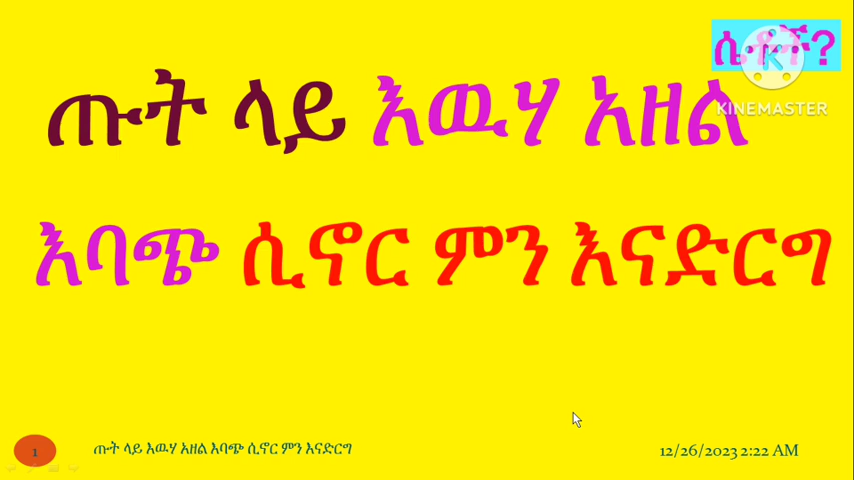 ሴቶች?
KINEMASTER
ጡት ላይ እዉሃ አዘል
እባጭ ሲኖር ምን እናድርግ
1
ጡት ላይ እዉሃ አዘል እባጭ ሲኖር ምን እናድርግ
12/26/2023 2:22 AM